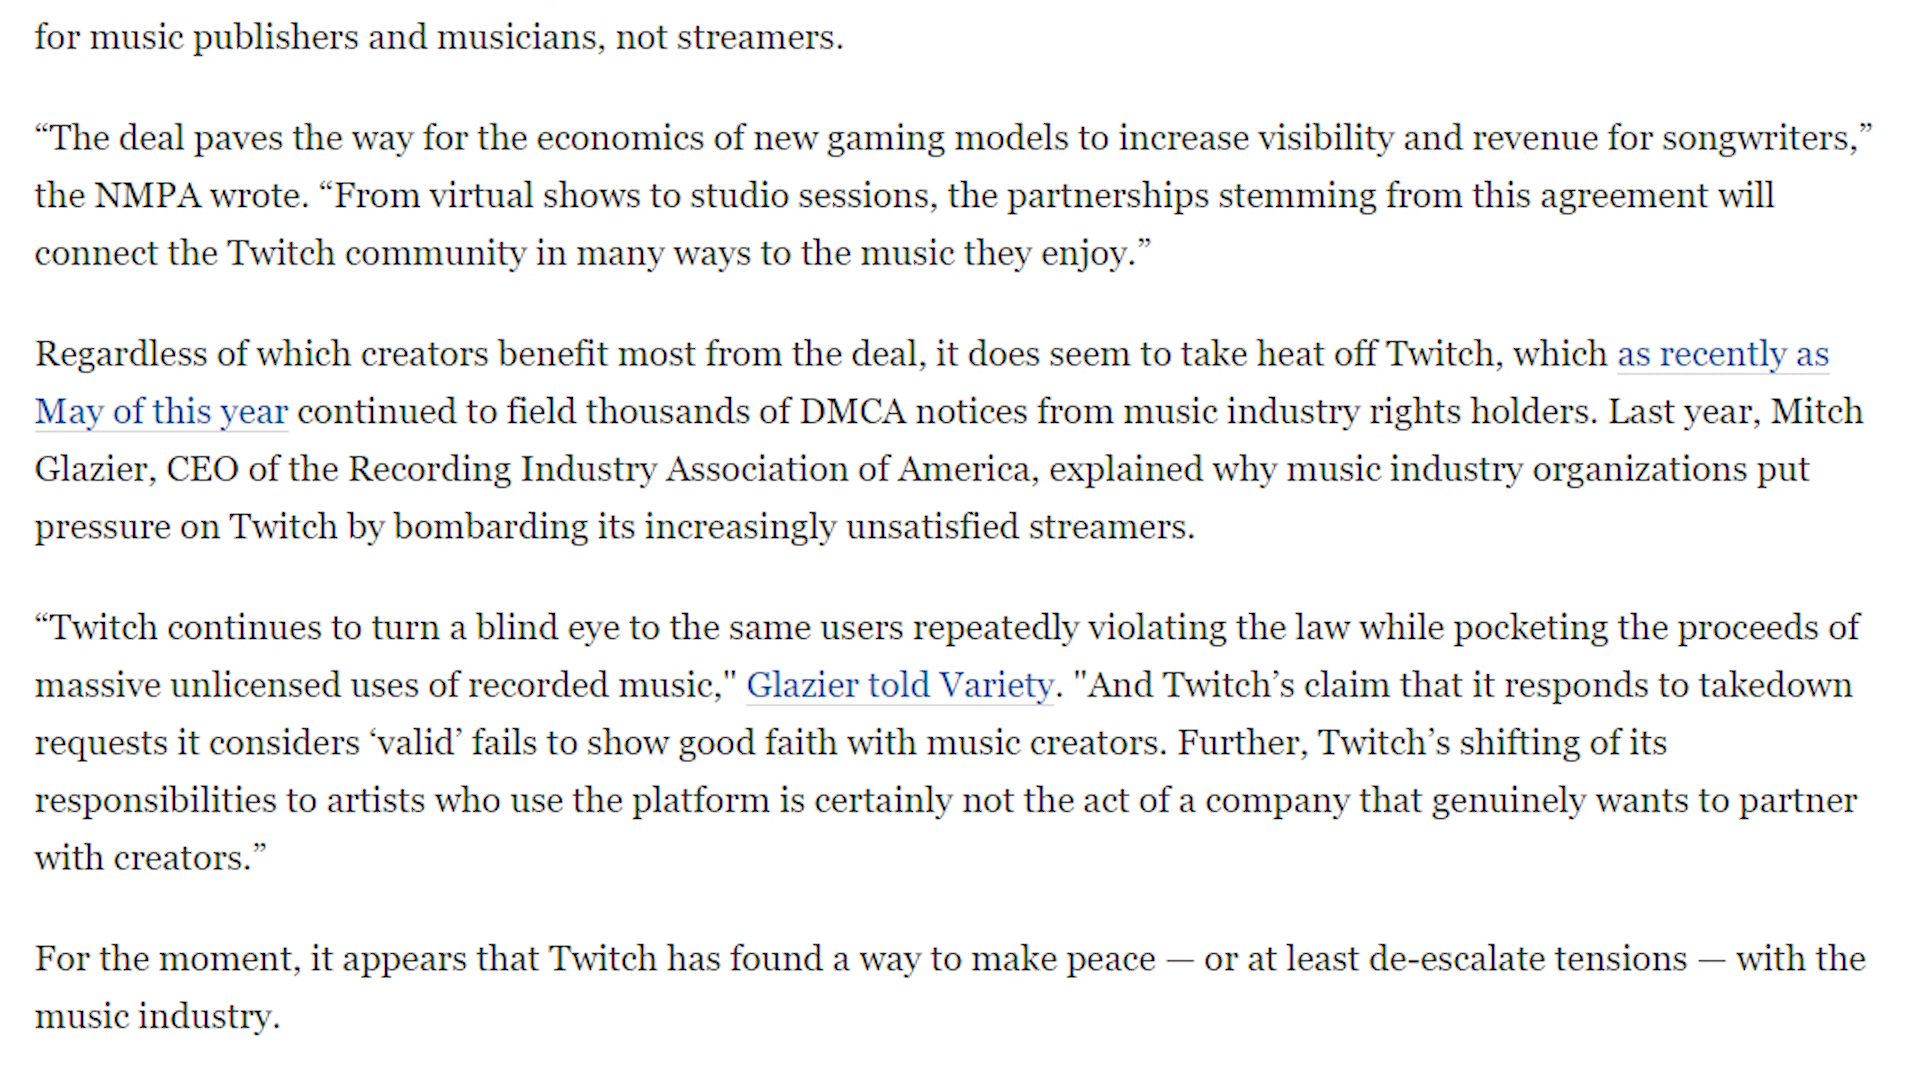 for music publishers and musicians, not streamers.
“The deal paves the way for the economics of new gaming models to increase visibility and revenue for songwriters,”
the NMPA wrote. “From virtual shows to studio sessions, the partnerships stemming from this agreement will
connect the Twitch community in many ways to the music they enjoy.”
Regardless of which creators benefit most from the deal, it does seem to take heat off Twitch, which as recently as
May of this year continued to field thousands of DMCA notices from music industry rights holders. Last year, Mitch
Glazier, CEO of the Recording Industry Association of America, explained why music industry organizations put
pressure on Twitch by bombarding its increasingly unsatisfied streamers.
“Twitch continues to turn a blind eye to the same users repeatedly violating the law while pocketing the proceeds of
massive unlicensed uses of recorded music," Glazier told Variety. "And Twitch’s claim that it responds to takedown
requests it considers ‘valid’ fails to show good faith with music creators. Further, Twitch’s shifting of its
responsibilities to artists who use the platform is certainly not the act of a company that genuinely wants to partner
with creators.”
For the moment, it appears that Twitch has found a way to make peace — or at least de-escalate tensions — with the
music industry.